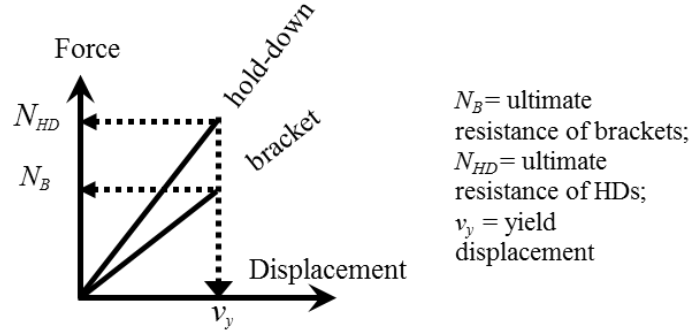 Force
hold-down
N_HD
bracket
N_B
Displacement
v_y
N_B= ultimate
resistance of brackets;
N_HD= ultimate
resistance of HDs;
v_y = yield
displacement